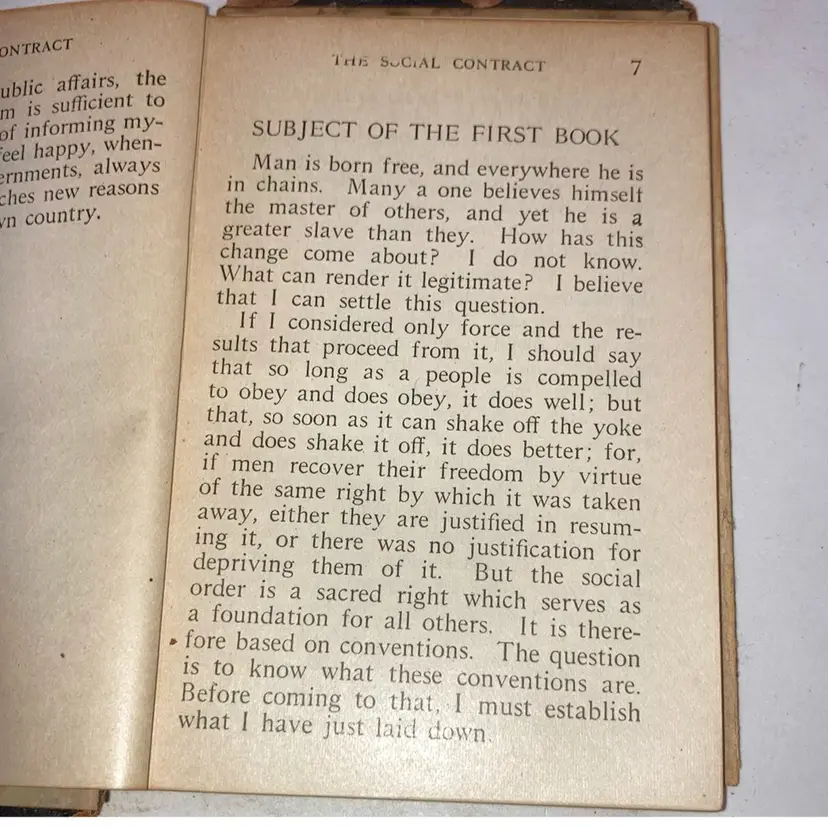 ONTRACT
ublic affairs, the
m is sufficient to
of informing my-
feel happy, when-
ernments, always
ches new reasons
vn country.
THE SOCIAL CONTRACT 7
SUBJECT OF THE FIRST BOOK
Man is born free, and everywhere he is
in chains. Many a one believes himself
the master of others, and yet he is a
greater slave than they. How has this
change come about? I do not know.
What can render it legitimate? I believe
that I can settle this question.
If I considered only force and the re-
sults that proceed from it, I should say
that so long as a people is compelled
to obey and does obey, it does well; but
that, so soon as it can shake off the yoke
and does shake it off, it does better; for,
if men recover their freedom by virtue
of the same right by which it was taken
away, either they are justified in resum-
ing it, or there was no justification for
depriving them of it. But the social
order is a sacred right which serves as
a foundation for all others. It is there-
fore based on conventions. The question
is to know what these conventions are.
Before coming to that, I must establish
what I have just laid down.